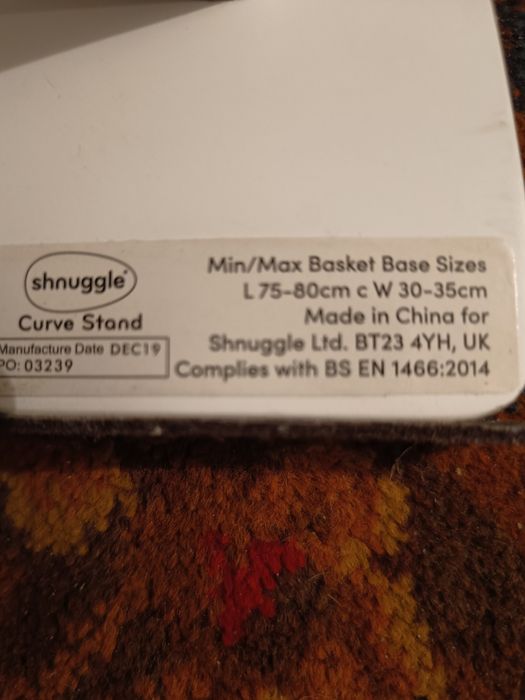 shnuggle
Curve Stand
Manufacture Date DEC19
PO: 03239
Min/Max Basket Base Sizes
L 75-80cm c W 30-35cm
Made in China for
Shnuggle Ltd. BT23 4YH, UK
Complies with BS EN 1466:2014